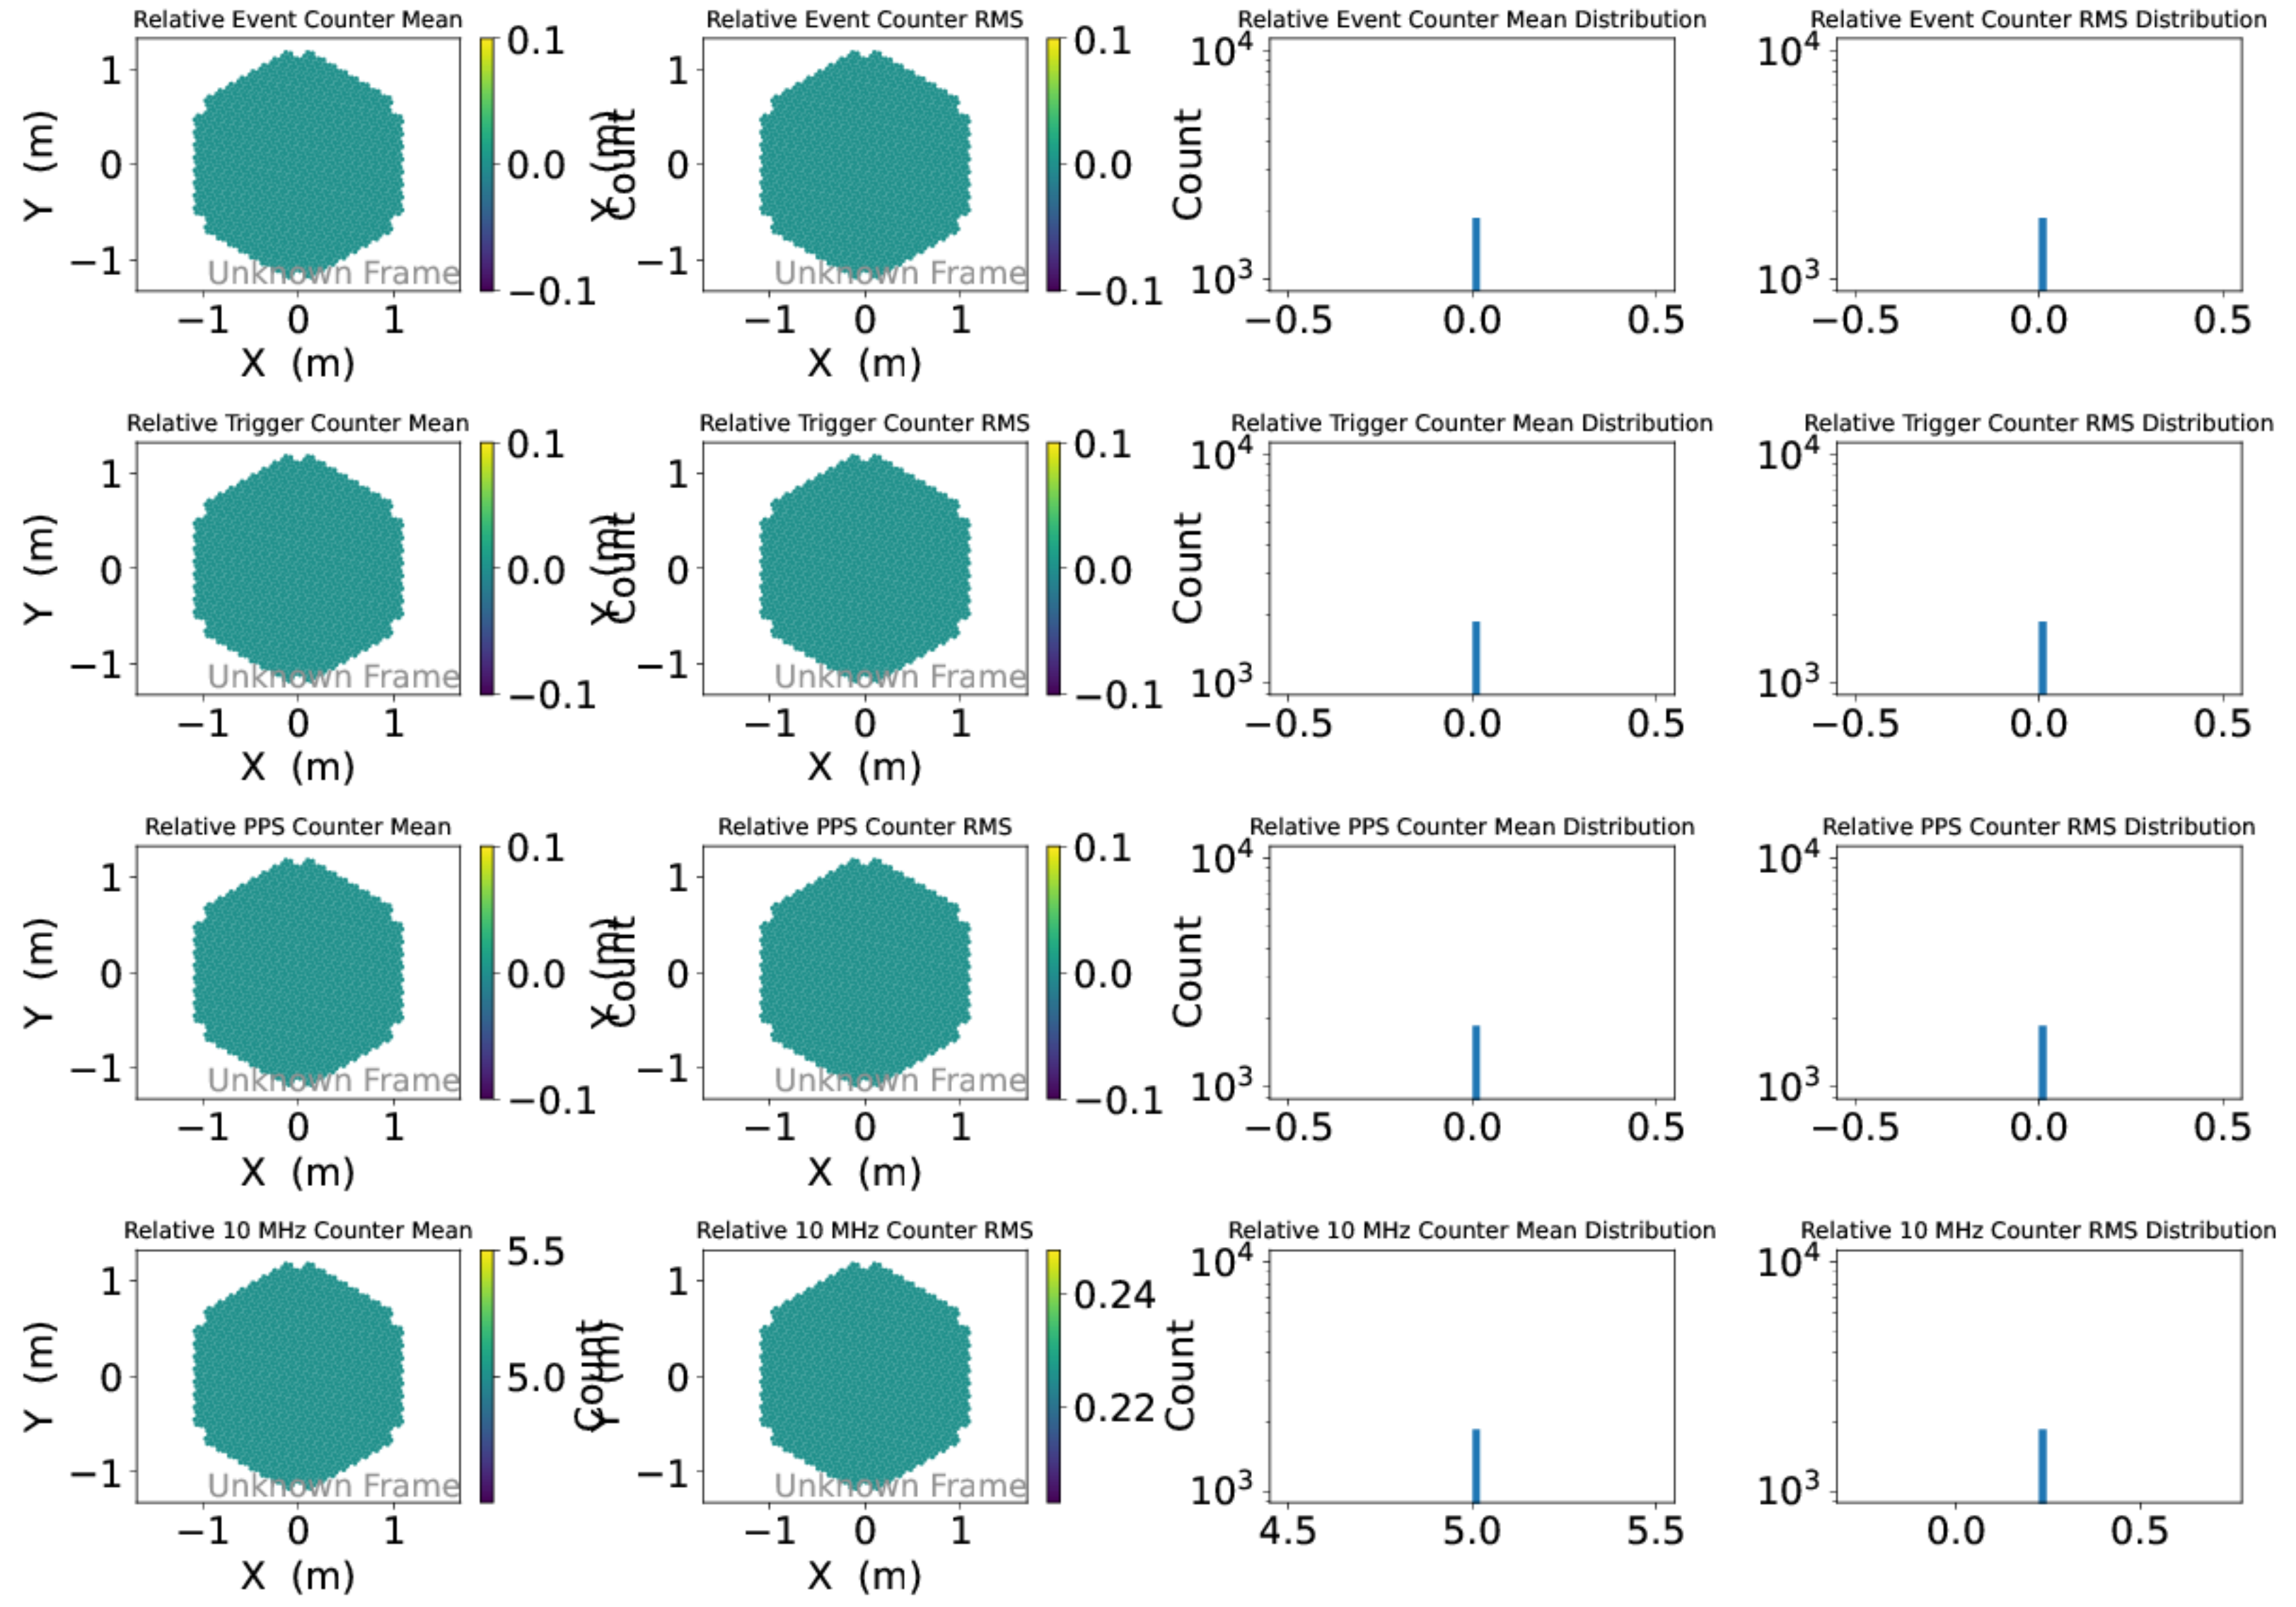 Relative Event Counter Mean
Relative Event Counter RMS
Relative Event Counter Mean Distribution
Relative Event Counter RMS Distribution
Y (m)
1
0
−1
Unknown Frame
−1 0 1
X (m)
0.1
0.0
−0.1
Count
Y (m)
1
0
−1
Unknown Frame
−1 0 1
X (m)
0.1
0.0
−0.1
Count
10⁴
10³
−0.5 0.0 0.5
10⁴
10³
−0.5 0.0 0.5
Relative Trigger Counter Mean
Relative Trigger Counter RMS
Relative Trigger Counter Mean Distribution
Relative Trigger Counter RMS Distribution
Y (m)
1
0
−1
Unknown Frame
−1 0 1
X (m)
0.1
0.0
−0.1
Count
Y (m)
1
0
−1
Unknown Frame
−1 0 1
X (m)
0.1
0.0
−0.1
Count
10⁴
10³
−0.5 0.0 0.5
10⁴
10³
−0.5 0.0 0.5
Relative PPS Counter Mean
Relative PPS Counter RMS
Relative PPS Counter Mean Distribution
Relative PPS Counter RMS Distribution
Y (m)
1
0
−1
Unknown Frame
−1 0 1
X (m)
0.1
0.0
−0.1
Count
Y (m)
1
0
−1
Unknown Frame
−1 0 1
X (m)
0.1
0.0
−0.1
Count
10⁴
10³
−0.5 0.0 0.5
10⁴
10³
−0.5 0.0 0.5
Relative 10 MHz Counter Mean
Relative 10 MHz Counter RMS
Relative 10 MHz Counter Mean Distribution
Relative 10 MHz Counter RMS Distribution
Y (m)
1
0
−1
Unknown Frame
−1 0 1
X (m)
5.5
5.0
Count
Y (m)
1
0
−1
Unknown Frame
−1 0 1
X (m)
0.24
0.22
Count
10⁴
10³
4.5 5.0 5.5
10⁴
10³
0.0 0.5